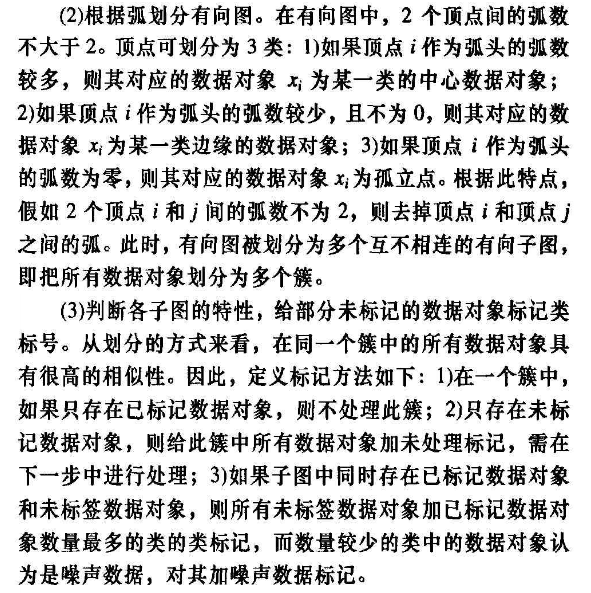 (2)根据弧划分有向图。在有向图中，2 个顶点间的弧数
不大于 2。顶点可划分为 3 类：1)如果顶点 i 作为弧头的弧数
较多，则其对应的数据对象 xi 为某一类的中心数据对象；
2)如果顶点 i 作为弧头的弧数较少，且不为 0，则其对应的数
据对象 xi 为某一类边缘的数据对象；3)如果顶点 i 作为弧头
的弧数为零，则其对应的数据对象 xi为孤立点。根据此特点，
假如 2 个顶点 i 和 j 间的弧数不为 2，则去掉顶点 i 和顶点 j
之间的弧。此时，有向图被划分为多个互不相连的有向子图，
即把所有数据对象划分为多个簇。
(3)判断各子图的特性，给部分未标记的数据对象标记类
标号。从划分的方式来看，在同一个簇中的所有数据对象具
有很高的相似性。因此，定义标记方法如下：1)在一个簇中，
如果只存在已标记数据对象，则不处理此簇；2)只存在未标
记数据对象，则给此簇中所有数据对象加未处理标记，需在
下一步中进行处理；3)如果子图中同时存在已标记数据对象
和未标签数据对象，则所有未标签数据对象加已标记数据对
象数量最多的类的类标记，而数量较少的类中的数据对象认
为是噪声数据，对其加噪声数据标记。